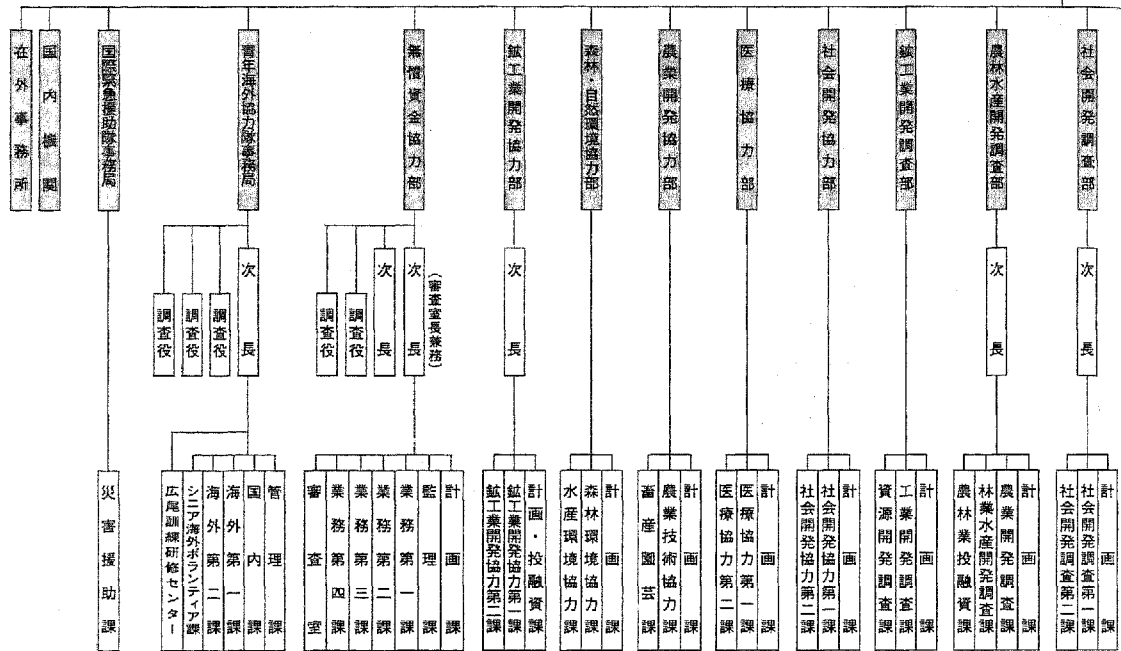 社会開発調査部
農林水産開発調査部
鉱工業開発調査部
社会開発協力部
医療協力部
農業開発協力部
森林・自然環境協力部
鉱工業開発協力部
無償資金協力部
青年海外協力隊事務局
国際緊急援助隊事務局
国内機関
在外事務所
次長
次長
次長
(審査室長兼務)
次長
次長
調査役
調査役
次長
調査役
調査役
調査役
計画課
社会開発調査第一課
社会開発調査第二課
計画課
農業開発調査課
林業水産開発調査課
農林業投融資課
計画課
工業開発調査課
資源開発調査課
計画課
社会開発協力第一課
社会開発協力第二課
計画課
医療協力第一課
医療協力第二課
計画課
農業技術協力課
畜産園芸課
計画課
森林環境協力課
水産環境協力課
計画・投融資課
鉱工業開発協力第一課
鉱工業開発協力第二課
計画課
監理課
業務第一課
業務第二課
業務第三課
業務第四課
審査室
管理課
国内課
海外第一課
海外第二課
シニア海外ボランティア課
広尾訓練研修センター
災害援助課